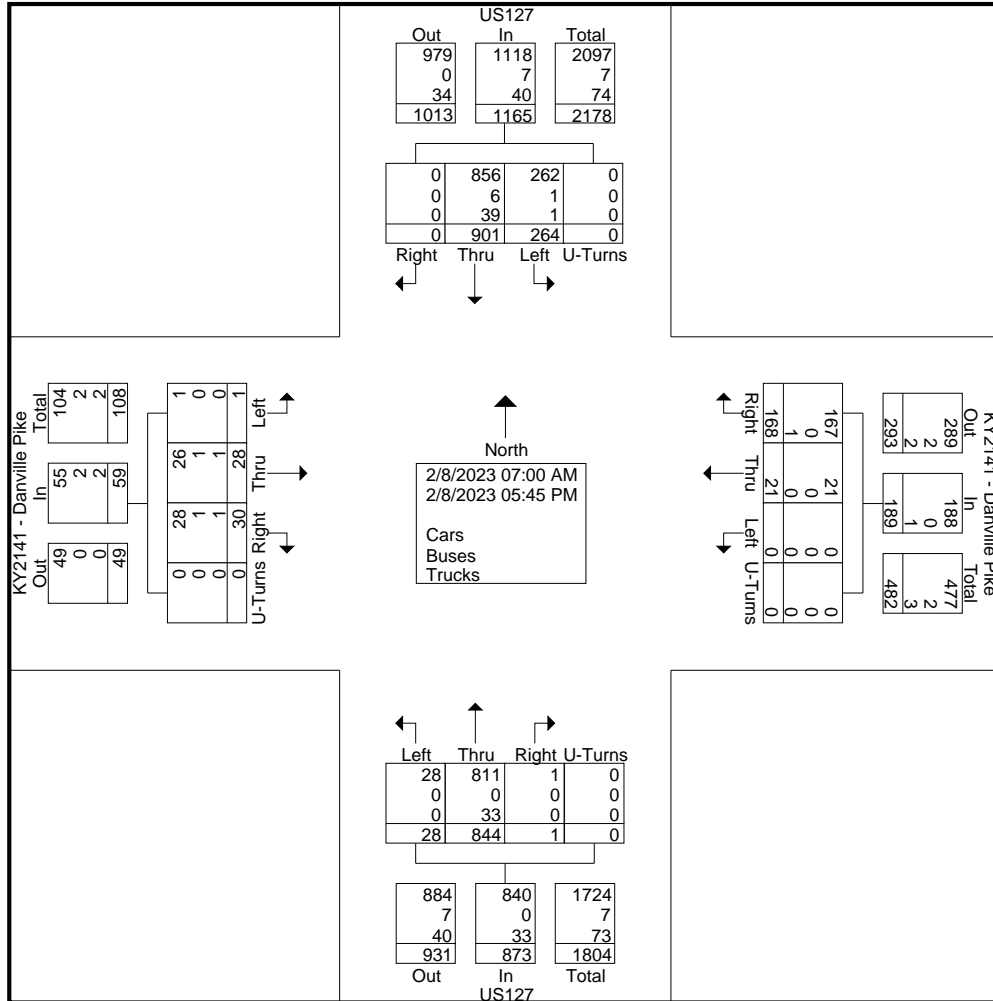 US127
Out In Total
979 1118 2097
0 7 7
34 40 74
1013 1165 2178
0 856 262 0
0 6 1 0
0 39 1 0
0 901 264 0
Right Thru Left U-Turns
KY2141 - Danville Pike
Total
104 2 2 108
In
55 2 2 59
Out
49 0 0 49
1 0 0 1
Left
26 1 1 28
Thru
28 1 1 30
Right
0 0 0 0
U-Turns
North
2/8/2023 07:00 AM
2/8/2023 05:45 PM
Cars
Buses
Trucks
Right
167 0 1 168
Thru
21 0 0 21
Left
0 0 0 0
U-Turns
0 0 0 0
KY2141 - Danville Pike
Out
289 2 2 293
In
188 0 1 189
Total
477 2 3 482
Left Thru Right U-Turns
28 811 1 0
0 0 0 0
0 33 0 0
28 844 1 0
884 840 1724
7 0 7
40 33 73
931 873 1804
Out In Total
US127